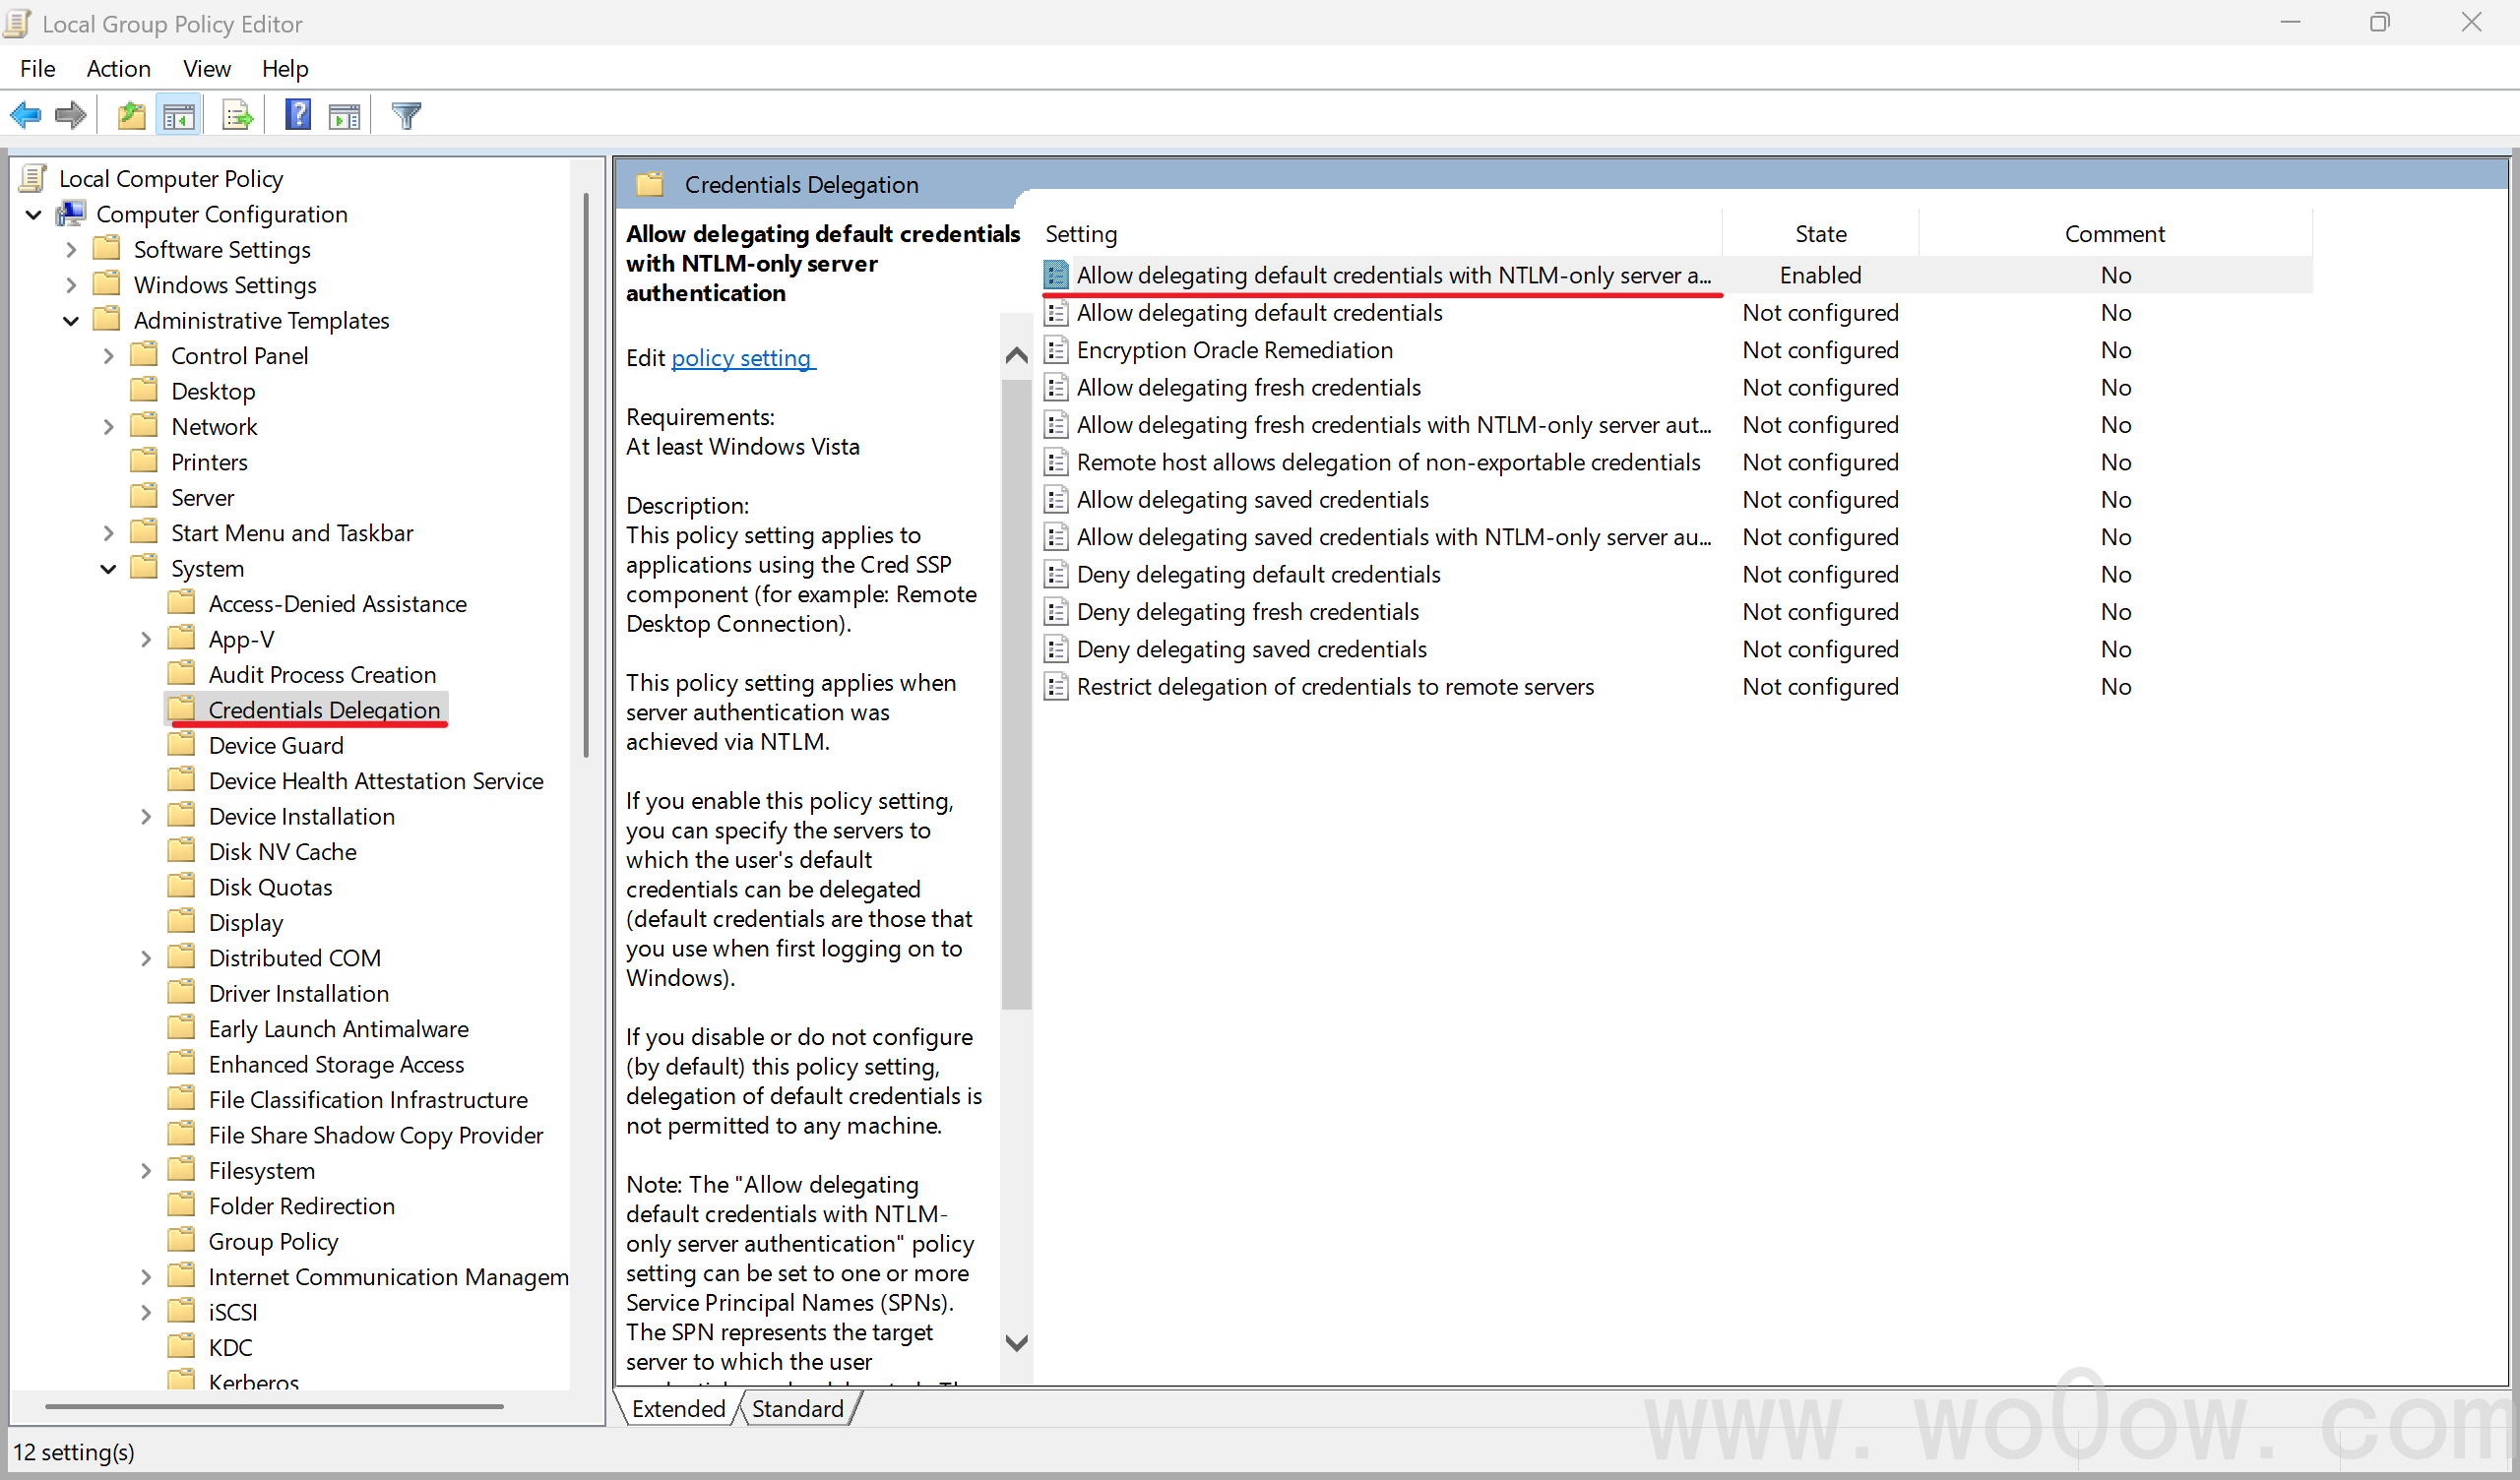 Local Group Policy Editor
File Action View Help
Local Computer Policy
Computer Configuration
Software Settings
Windows Settings
Administrative Templates
Control Panel
Desktop
Network
Printers
Server
Start Menu and Taskbar
System
Access-Denied Assistance
App-V
Audit Process Creation
Credentials Delegation
Device Guard
Device Health Attestation Service
Device Installation
Disk NV Cache
Disk Quotas
Display
Distributed COM
Driver Installation
Early Launch Antimalware
Enhanced Storage Access
File Classification Infrastructure
File Share Shadow Copy Provider
Filesystem
Folder Redirection
Group Policy
Internet Communication Managem
iSCSI
KDC
Kerberos
Credentials Delegation
Allow delegating default credentials
with NTLM-only server
authentication
Edit policy setting
Requirements:
At least Windows Vista
Description:
This policy setting applies to
applications using the Cred SSP
component (for example: Remote
Desktop Connection).
This policy setting applies when
server authentication was
achieved via NTLM.
If you enable this policy setting,
you can specify the servers to
which the user's default
credentials can be delegated
(default credentials are those that
you use when first logging on to
Windows).
If you disable or do not configure
(by default) this policy setting,
delegation of default credentials is
not permitted to any machine.
Note: The "Allow delegating
default credentials with NTLM-
only server authentication" policy
setting can be set to one or more
Service Principal Names (SPNs).
The SPN represents the target
server to which the user
Setting State Comment
Allow delegating default credentials with NTLM-only server a... Enabled No
Allow delegating default credentials Not configured No
Encryption Oracle Remediation Not configured No
Allow delegating fresh credentials Not configured No
Allow delegating fresh credentials with NTLM-only server aut... Not configured No
Remote host allows delegation of non-exportable credentials Not configured No
Allow delegating saved credentials Not configured No
Allow delegating saved credentials with NTLM-only server au... Not configured No
Deny delegating default credentials Not configured No
Deny delegating fresh credentials Not configured No
Deny delegating saved credentials Not configured No
Restrict delegation of credentials to remote servers Not configured No
Extended Standard
12 setting(s)
www.wo0ow.com